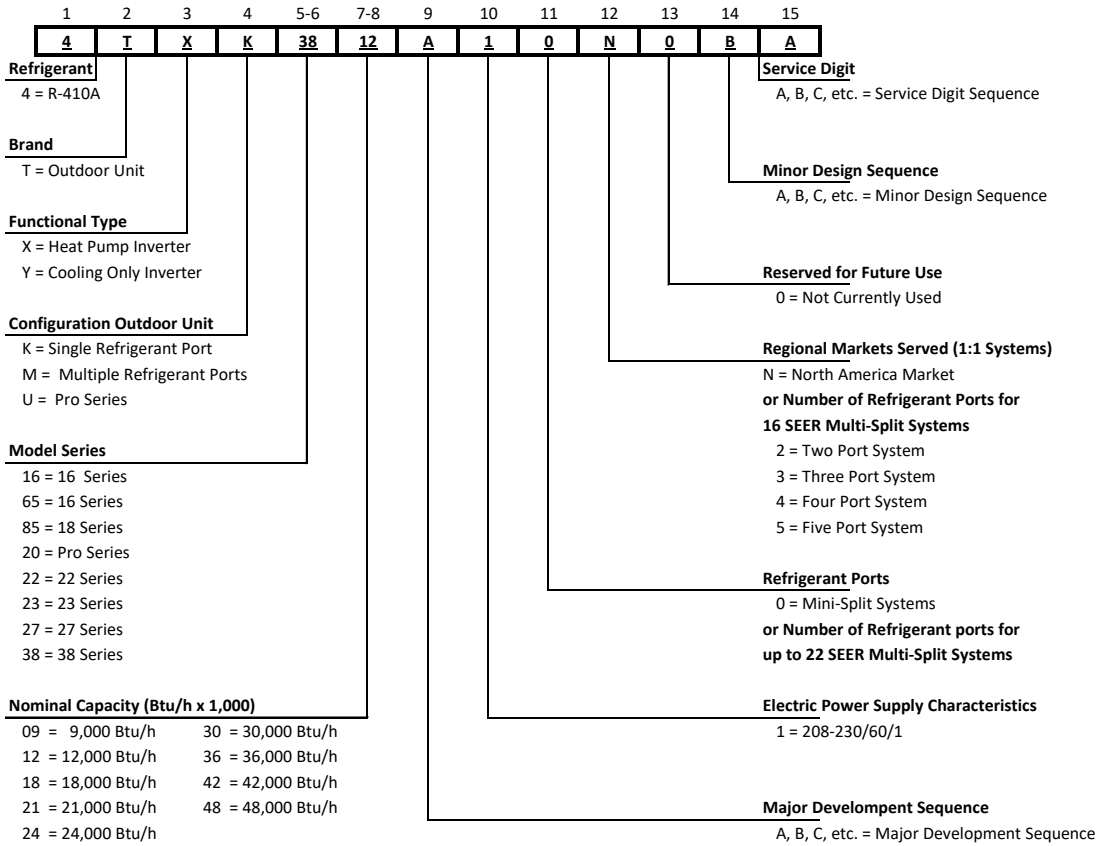 1 2 3 4 5-6 7-8 9 10 11 12 13 14 15
4 T X K 38 12 A 1 0 N 0 B A
Refrigerant
4 = R-410A
Brand
T = Outdoor Unit
Functional Type
X = Heat Pump Inverter
Y = Cooling Only Inverter
Configuration Outdoor Unit
K = Single Refrigerant Port
M = Multiple Refrigerant Ports
U = Pro Series
Model Series
16 = 16 Series
65 = 16 Series
85 = 18 Series
20 = Pro Series
22 = 22 Series
23 = 23 Series
27 = 27 Series
38 = 38 Series
Nominal Capacity (Btu/h x 1,000)
09 = 9,000 Btu/h 30 = 30,000 Btu/h
12 = 12,000 Btu/h 36 = 36,000 Btu/h
18 = 18,000 Btu/h 42 = 42,000 Btu/h
21 = 21,000 Btu/h 48 = 48,000 Btu/h
24 = 24,000 Btu/h
Service Digit
A, B, C, etc. = Service Digit Sequence
Minor Design Sequence
A, B, C, etc. = Minor Design Sequence
Reserved for Future Use
0 = Not Currently Used
Regional Markets Served (1:1 Systems)
N = North America Market
or Number of Refrigerant Ports for
16 SEER Multi-Split Systems
2 = Two Port System
3 = Three Port System
4 = Four Port System
5 = Five Port System
Refrigerant Ports
0 = Mini-Split Systems
or Number of Refrigerant ports for
up to 22 SEER Multi-Split Systems
Electric Power Supply Characteristics
1 = 208-230/60/1
Major Develompent Sequence
A, B, C, etc. = Major Development Sequence